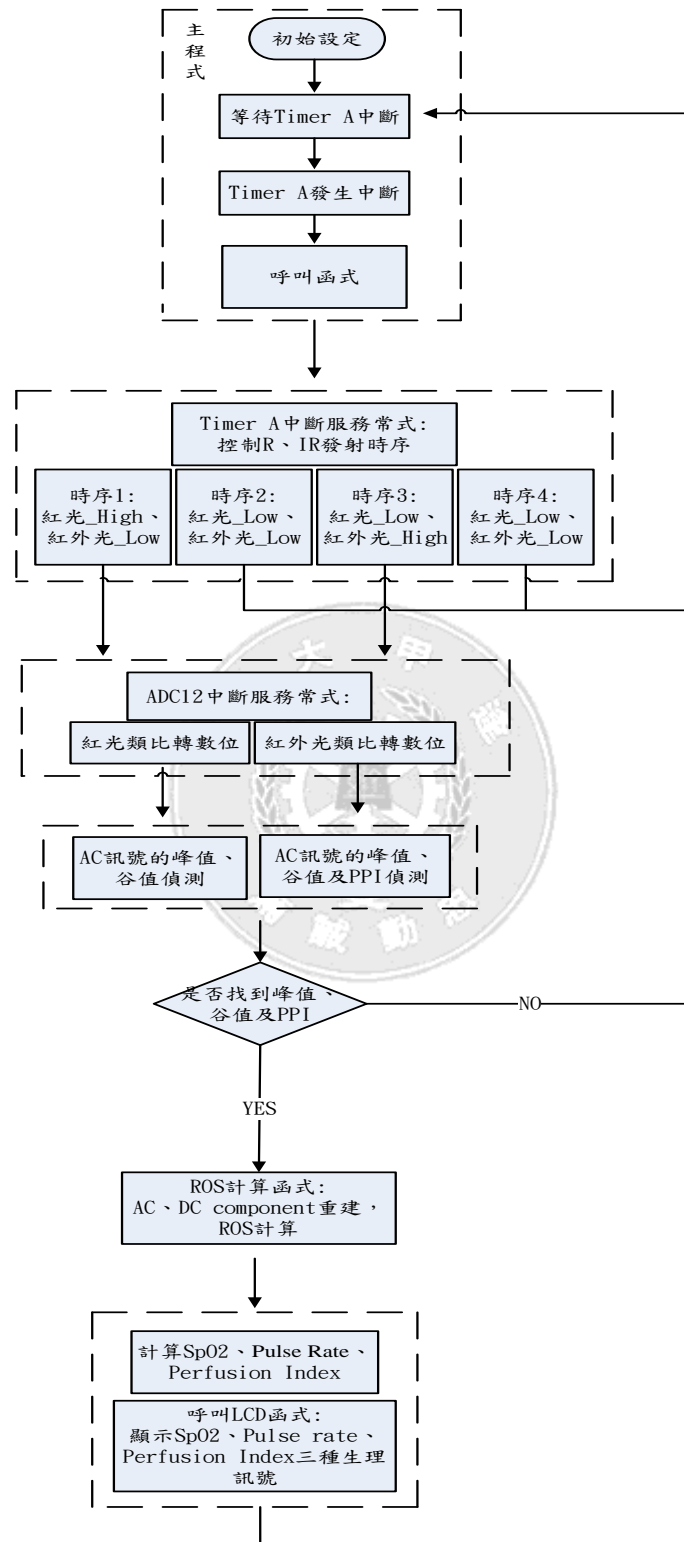 主
程
式
初始設定
等待Timer A中斷
Timer A發生中斷
呼叫函式
Timer A中斷服務常式:
控制R、IR發射時序
時序1:
紅光_High、
紅外光_Low
時序2:
紅光_Low、
紅外光_Low
時序3:
紅光_Low、
紅外光_High
時序4:
紅光_Low、
紅外光_Low
ADC12中斷服務常式:
紅光類比轉數位
紅外光類比轉數位
AC訊號的峰值、
谷值偵測
AC訊號的峰值、
谷值及PPI偵測
是否找到峰值、
谷值及PPI
NO
YES
ROS計算函式:
AC、DC component重建，
ROS計算
計算SpO2、Pulse Rate、
Perfusion Index
呼叫LCD函式:
顯示SpO2、Pulse rate、
Perfusion Index三種生理
訊號